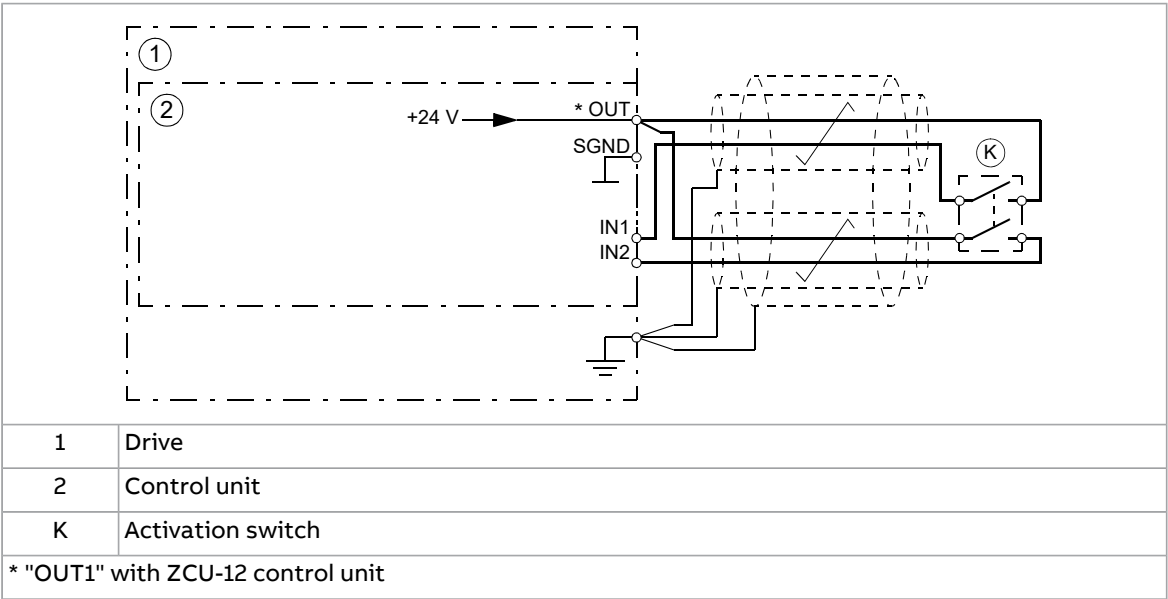 1
2
+24 V
* OUT
SGND
K
IN1
IN2
1 Drive
2 Control unit
K Activation switch
* "OUT1" with ZCU-12 control unit